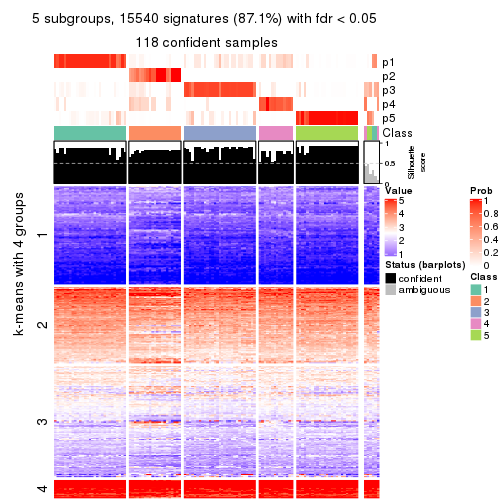 5 subgroups, 15540 signatures (87.1%) with fdr < 0.05
118 confident samples
p1
p2
p3
p4
p5
Class
1
0.5
0
Silhouette
score
k-means with 4 groups
1
2
3
4
Value
5
4
3
2
1
Status (barplots)
confident
ambiguous
Prob
1
0.8
0.6
0.4
0.2
0
Class
1
2
3
4
5